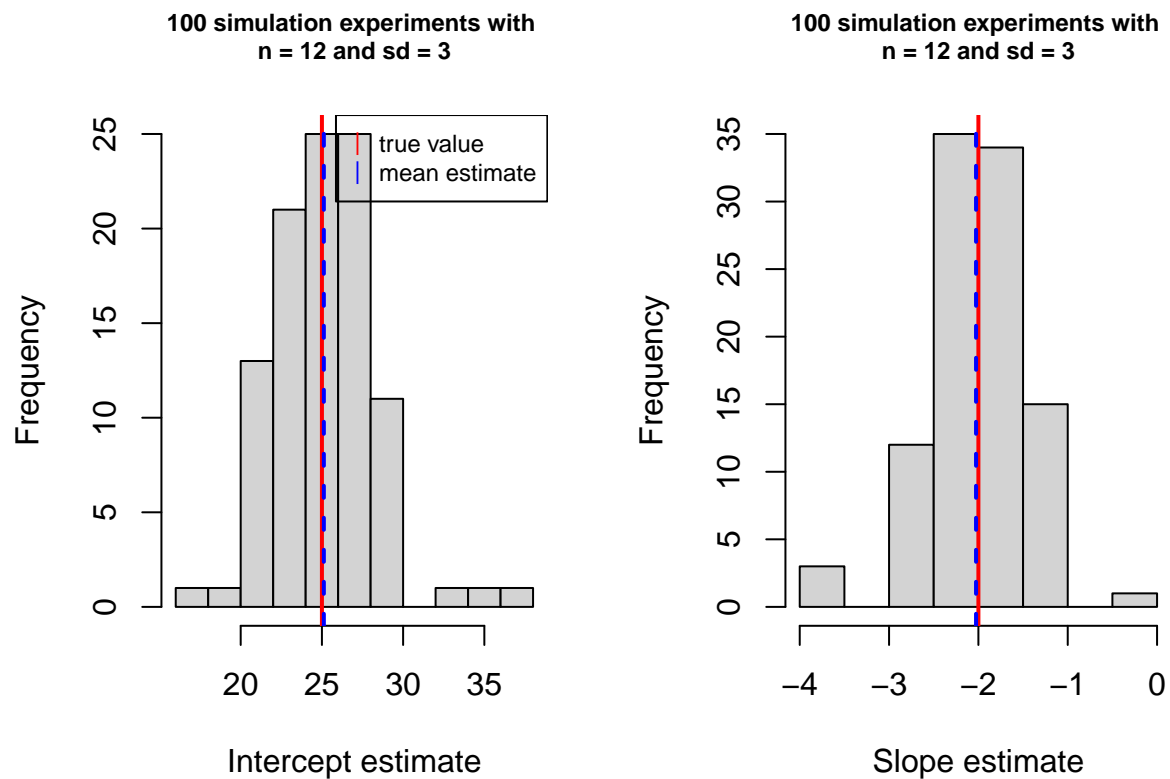 100 simulation experiments with
n = 12 and sd = 3
true value
mean estimate
Frequency
0
5
10
15
20
25
20
25
30
35
Intercept estimate
100 simulation experiments with
n = 12 and sd = 3
Frequency
0
5
10
15
20
25
30
35
−4
−3
−2
−1
0
Slope estimate